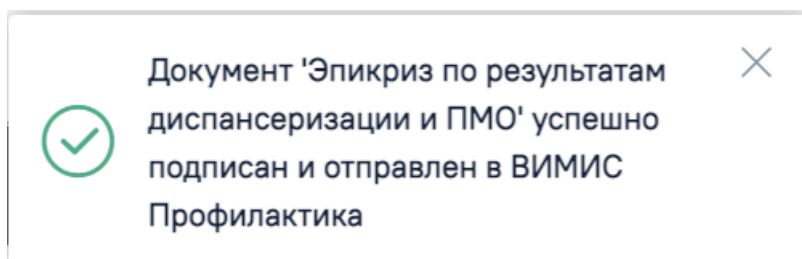 Документ 'Эпикриз по результатам
диспансеризации и ПМО' успешно
подписан и отправлен в ВИМИС
Профилактика